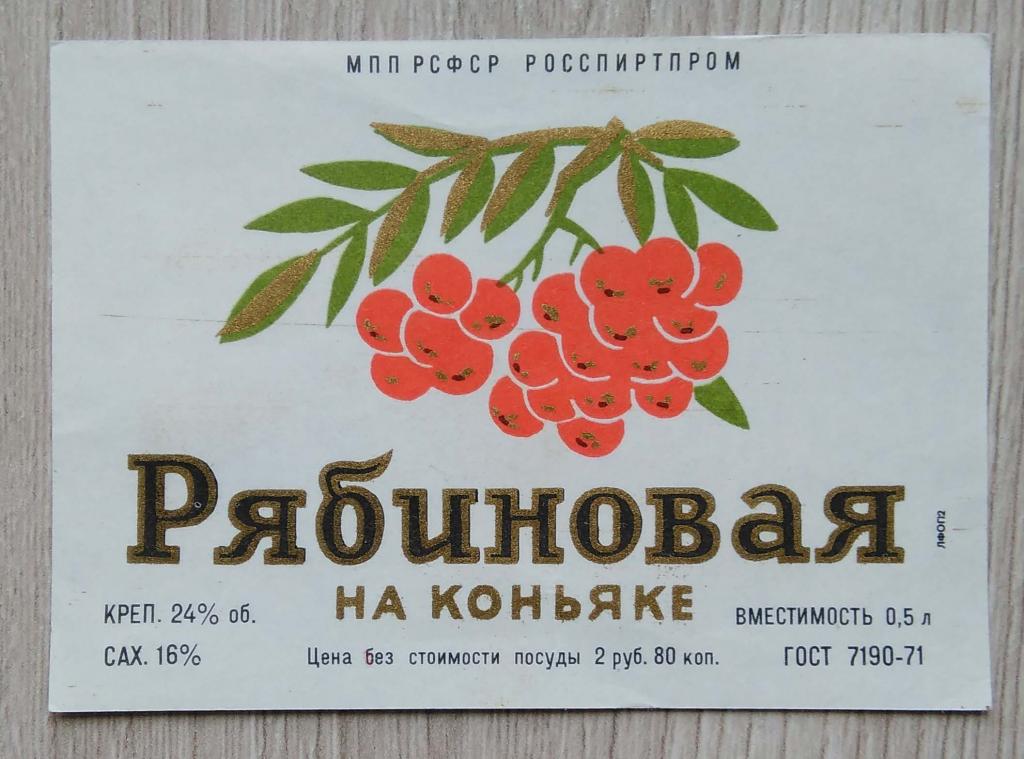 МПП РСФСР РОССПИРТПРОМ
Рябиновая
НА КОНЬЯКЕ
ЛФОП2
КРЕП. 24% об.
ВМЕСТИМОСТЬ 0,5 л
САХ. 16%
Цена без стоимости посуды 2 руб. 80 коп.
ГОСТ 7190-71